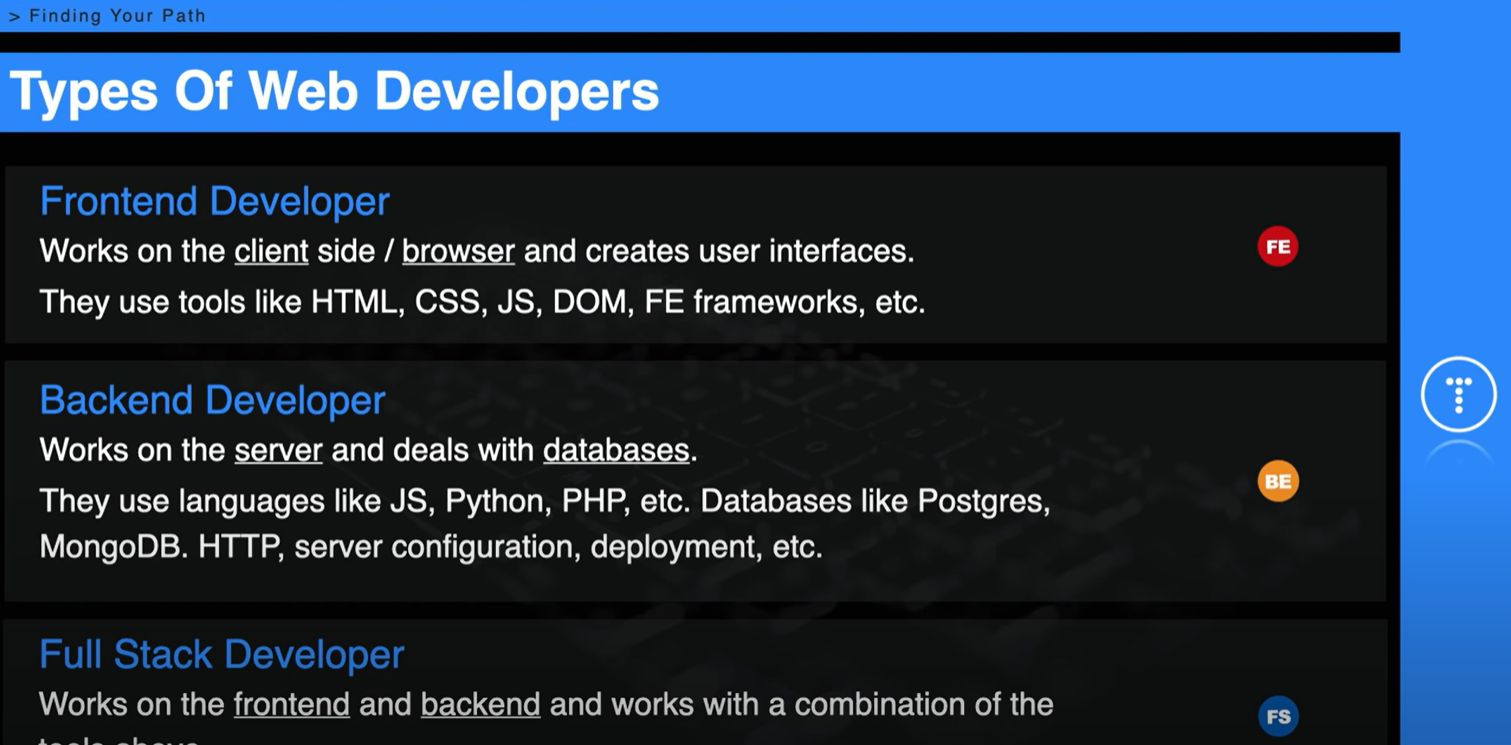 > Finding Your Path
Types Of Web Developers
Frontend Developer
Works on the client side / browser and creates user interfaces.
FE
They use tools like HTML, CSS, JS, DOM, FE frameworks, etc.
Backend Developer
Works on the server and deals with databases.
BE
They use languages like JS, Python, PHP, etc. Databases like Postgres,
MongoDB. HTTP, server configuration, deployment, etc.
Full Stack Developer
Works on the frontend and backend and works with a combination of the
FS
tools above